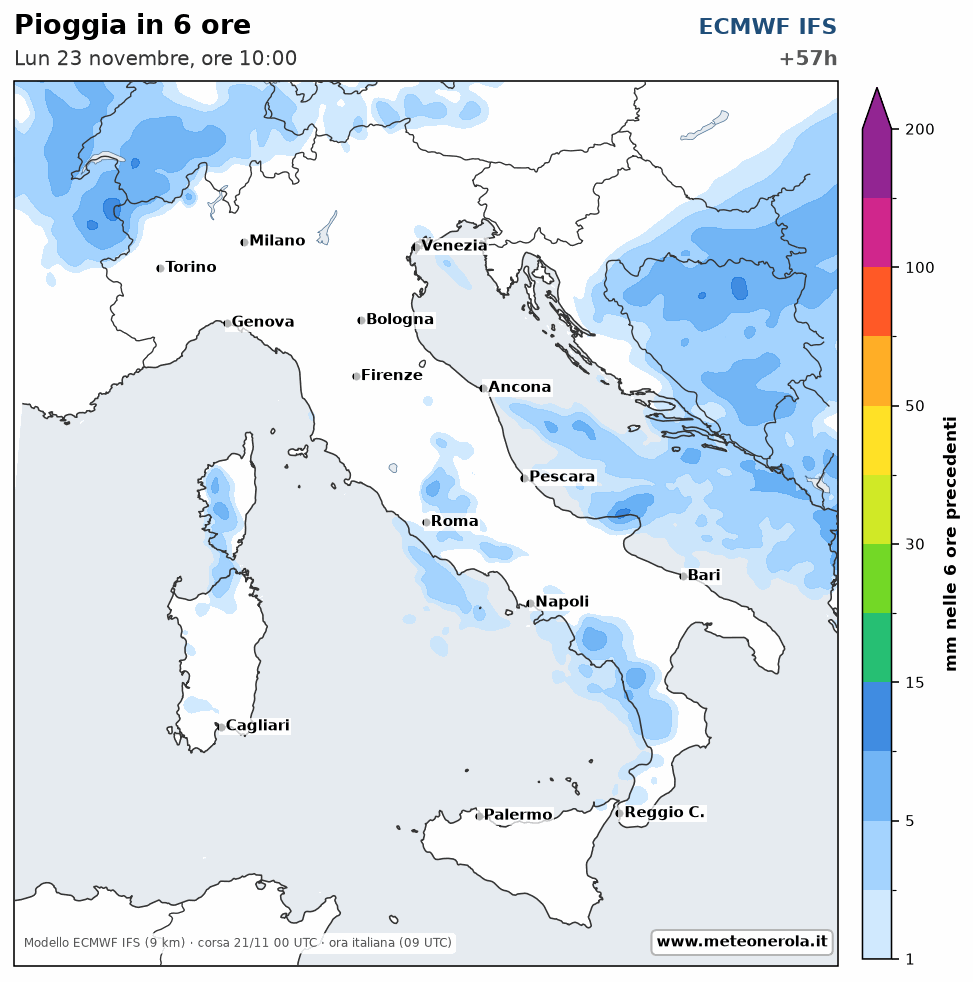 Pioggia in 6 ore
ECMWF IFS
Lun 23 novembre, ore 10:00
+57h
Milano
Venezia
Torino
Genova
Bologna
Firenze
Ancona
Pescara
Roma
Bari
Napoli
Cagliari
Palermo
Reggio C.
200
100
50
30
15
5
1
mm nelle 6 ore precedenti
Modello ECMWF IFS (9 km) · corsa 21/11 00 UTC · ora italiana (09 UTC)
www.meteonerola.it